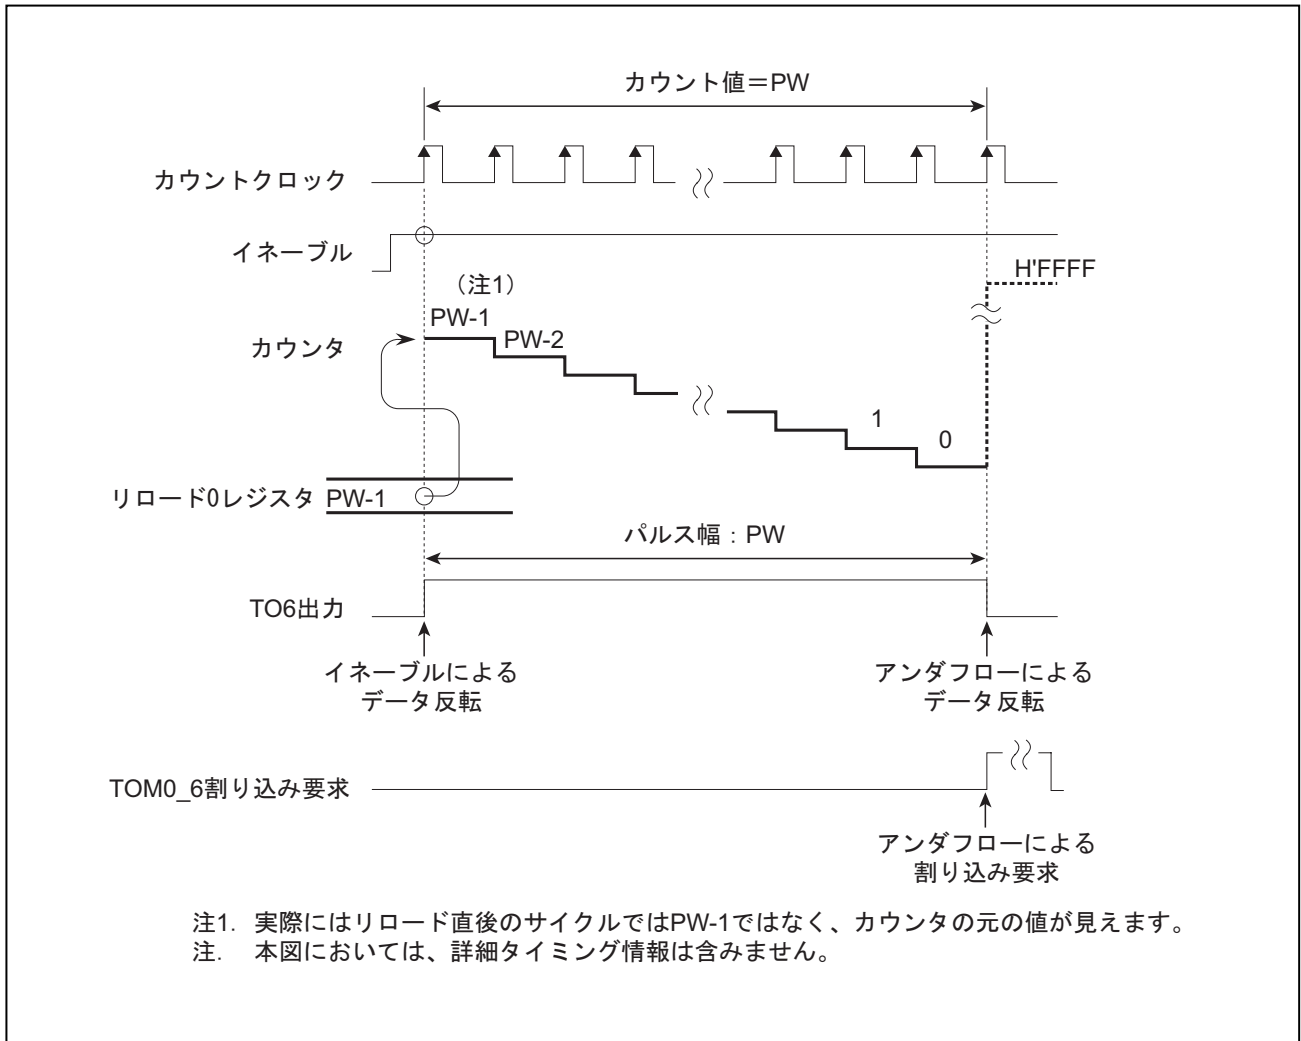 カウント値＝PW
カウントクロック
イネーブル
H'FFFF
（注1）
PW-1
PW-2
カウンタ
1
0
リロード0レジスタ
PW-1
パルス幅：PW
TO6出力
イネーブルによる
データ反転
アンダフローによる
データ反転
TOM0_6割り込み要求
アンダフローによる
割り込み要求
注1. 実際にはリロード直後のサイクルではPW-1ではなく、カウンタの元の値が見えます。
注. 本図においては、詳細タイミング情報は含みません。